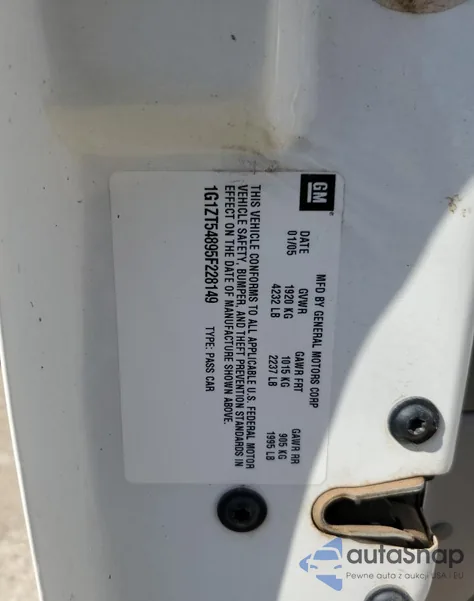 GM
MFD BY GENERAL MOTORS CORP
DATE GVWR GAWR FRT GAWR RR
01/05 1920 KG 1015 KG 905 KG
4232 LB 2237 LB 1995 LB
THIS VEHICLE CONFORMS TO ALL APPLICABLE U.S. FEDERAL MOTOR
VEHICLE SAFETY, BUMPER, AND THEFT PREVENTION STANDARDS IN
EFFECT ON THE DATE OF MANUFACTURE SHOWN ABOVE.
1G1ZT54895F228149 TYPE: PASS CAR
autaSnap
Pewne auta z aukcji USA i EU